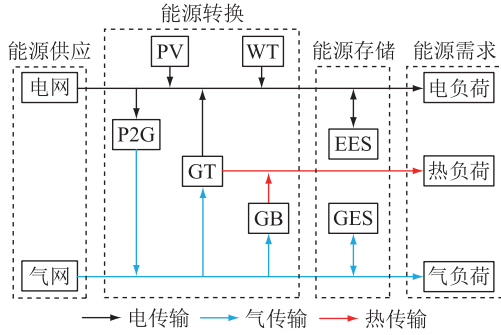 能源转换
能源供应
能源存储
能源需求
PV
WT
电网
电负荷
P2G
EES
GT
热负荷
GB
GES
气网
气负荷
电传输
气传输
热传输